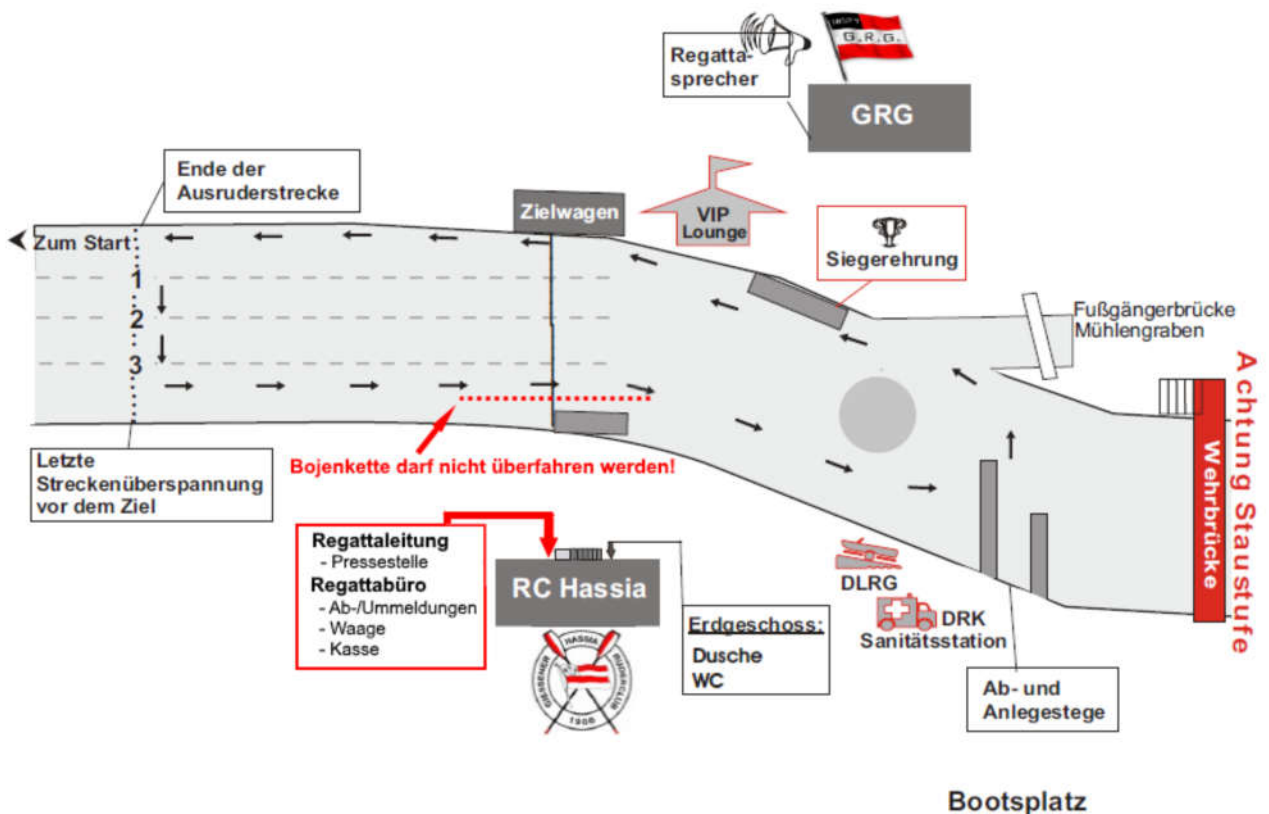 G.R.G.
Regatta-
sprecher
GRG
Ende der
Ausruderstrecke
Zielwagen
VIP
Lounge
Siegerehrung
Zum Start
1
2
3
Fußgängerbrücke
Mühlengraben
Achtung Staustufe
Wehrbrücke
Letzte
Streckenüberspannung
vor dem Ziel
Bojenkette darf nicht überfahren werden!
Regattaleitung
- Pressestelle
Regattabüro
- Ab-/Ummeldungen
- Waage
- Kasse
RC Hassia
GIESSENER HASSIA RUDERCLUB
1906
Erdgeschoss:
Dusche
WC
DLRG
DRK
Sanitätsstation
Ab- und
Anlegestege
Bootsplatz